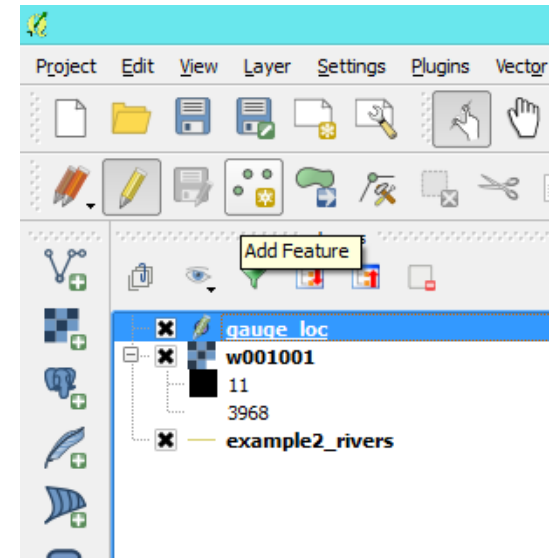 Project Edit View Layer Settings Plugins Vector
Add Feature
gauge_loc
w001001
11
3968
example2_rivers